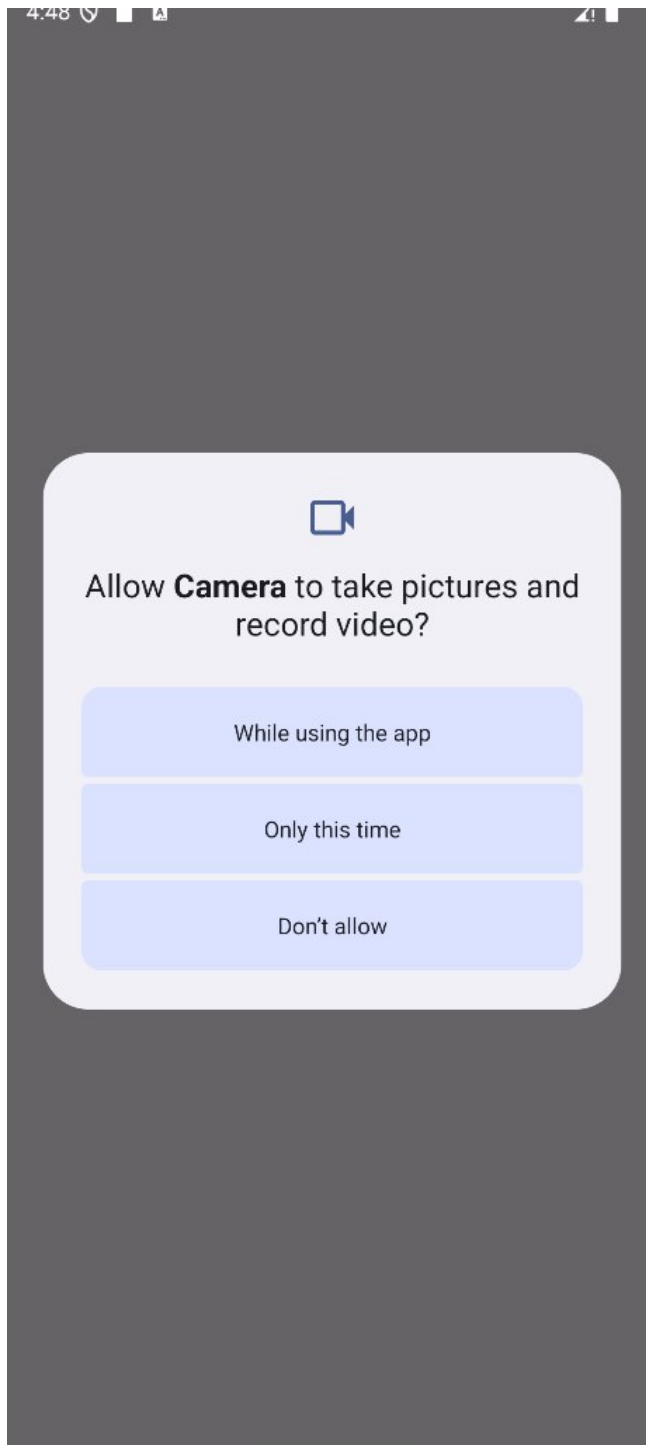 4:48
Allow Camera to take pictures and
record video?
While using the app
Only this time
Don’t allow